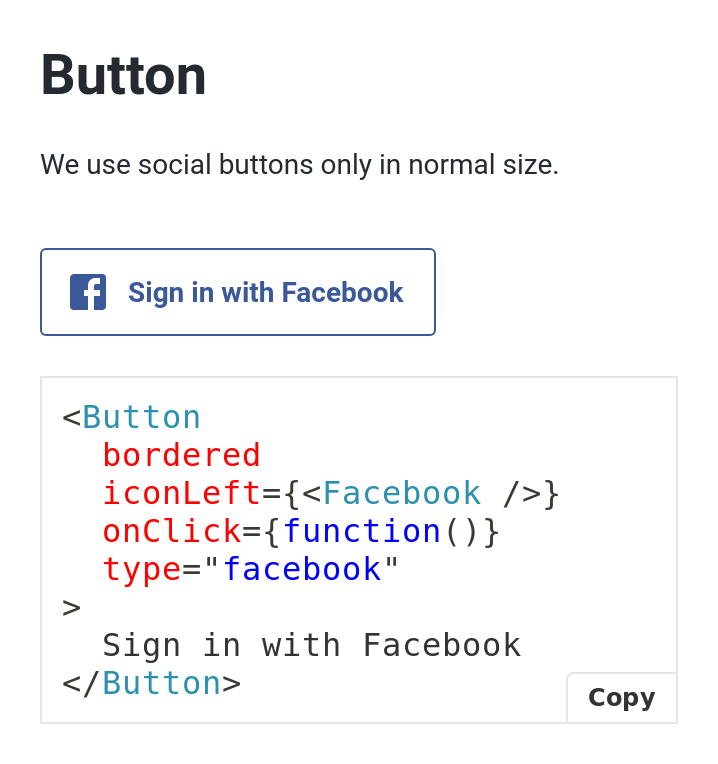 Button
We use social buttons only in normal size.
Sign in with Facebook
<Button
  bordered
  iconLeft={<Facebook />}
  onClick={function()}
  type="facebook"
>
  Sign in with Facebook
</Button>
Copy